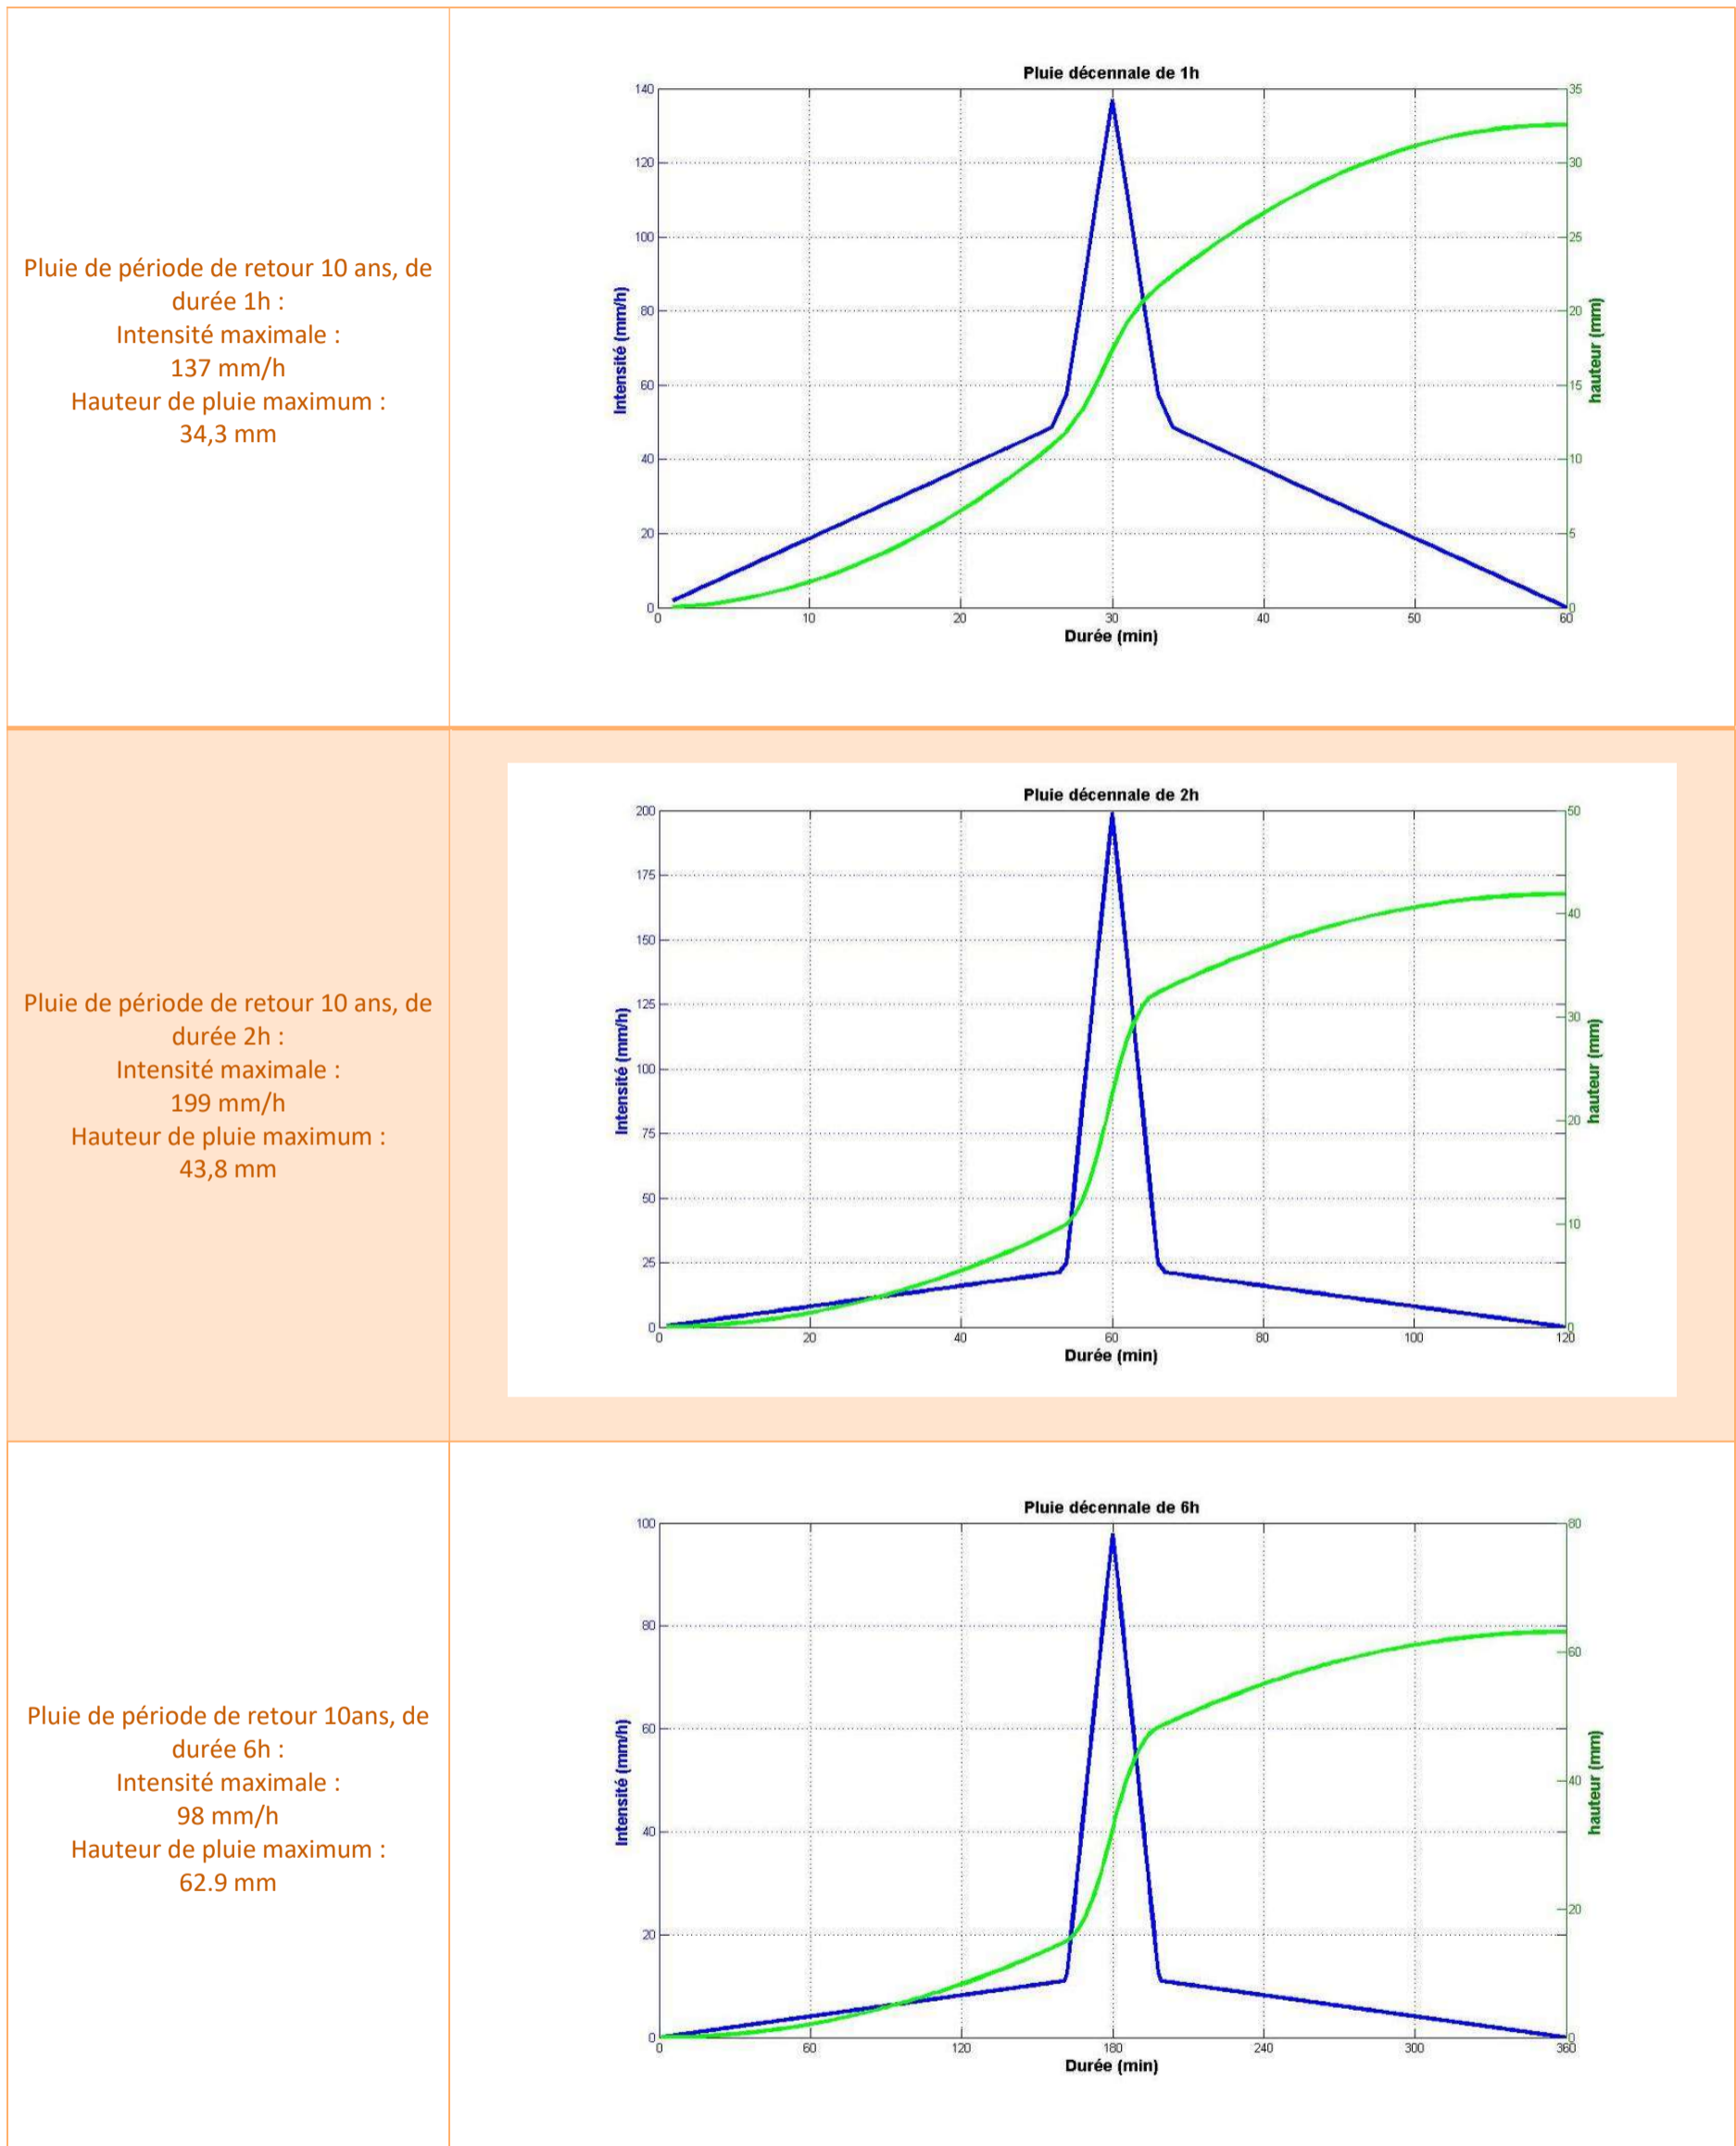 Pluie de période de retour 10 ans, de
durée 1h :
Intensité maximale :
137 mm/h
Hauteur de pluie maximum :
34,3 mm
Pluie décennale de 1h
Intensité (mm/h)
140
120
100
80
60
40
20
0
hauteur (mm)
35
30
25
20
15
10
5
0
0 10 20 30 40 50 60
Durée (min)
Pluie de période de retour 10 ans, de
durée 2h :
Intensité maximale :
199 mm/h
Hauteur de pluie maximum :
43,8 mm
Pluie décennale de 2h
Intensité (mm/h)
200
175
150
125
100
75
50
25
0
hauteur (mm)
50
40
30
20
10
0
0 20 40 60 80 100 120
Durée (min)
Pluie de période de retour 10ans, de
durée 6h :
Intensité maximale :
98 mm/h
Hauteur de pluie maximum :
62.9 mm
Pluie décennale de 6h
Intensité (mm/h)
100
80
60
40
20
0
hauteur (mm)
80
60
40
20
0
0 60 120 180 240 300 360
Durée (min)